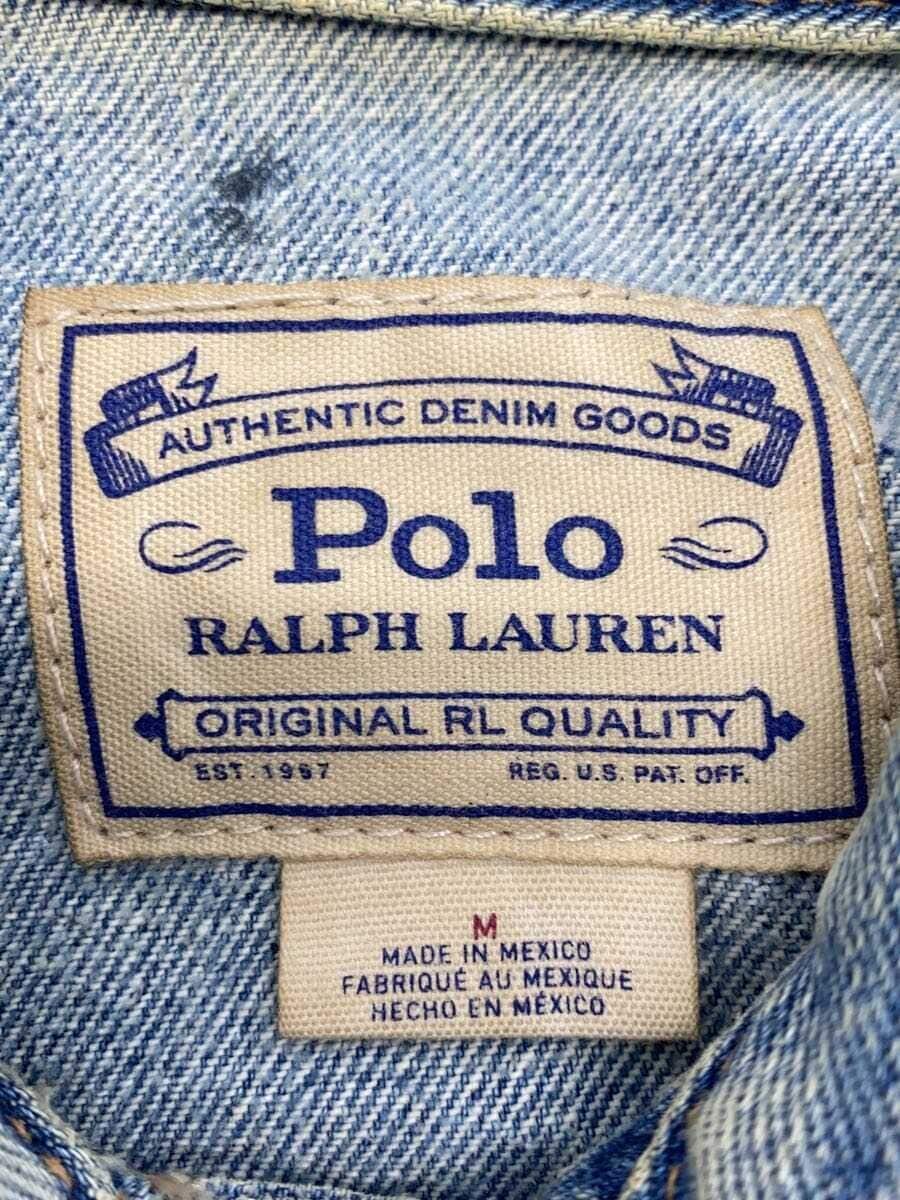 AUTHENTIC DENIM GOODS
Polo
RALPH LAUREN
ORIGINAL RL QUALITY
EST. 1967 REG. U.S. PAT. OFF.
M
MADE IN MEXICO
FABRIQUÉ AU MEXIQUE
HECHO EN MÉXICO